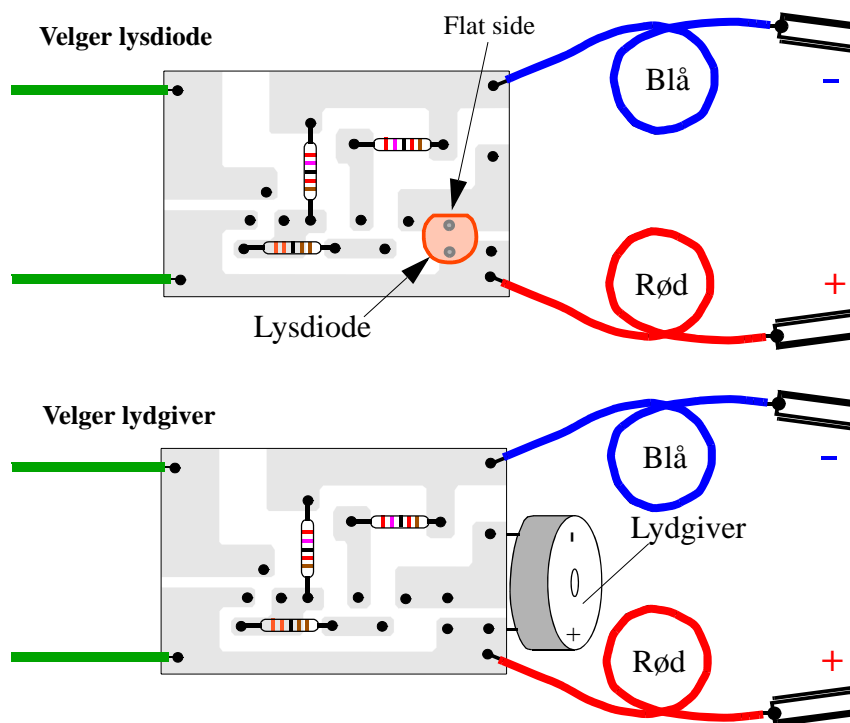 Velger lysdiode
Flat side
Blå
-
Rød
+
Lysdiode
Velger lydgiver
Blå
-
Lydgiver
-
+
Rød
+